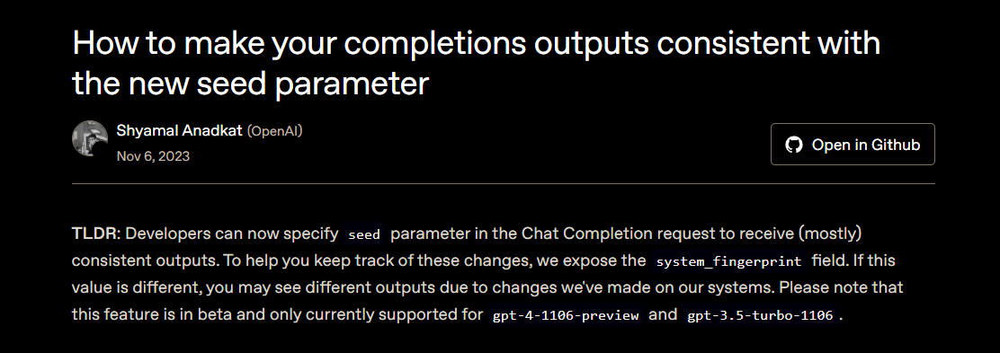 How to make your completions outputs consistent with
the new seed parameter
Shyamal Anadkat (OpenAI)
Nov 6, 2023
Open in Github
TLDR: Developers can now specify seed parameter in the Chat Completion request to receive (mostly)
consistent outputs. To help you keep track of these changes, we expose the system_fingerprint field. If this
value is different, you may see different outputs due to changes we've made on our systems. Please note that
this feature is in beta and only currently supported for gpt-4-1106-preview and gpt-3.5-turbo-1106.